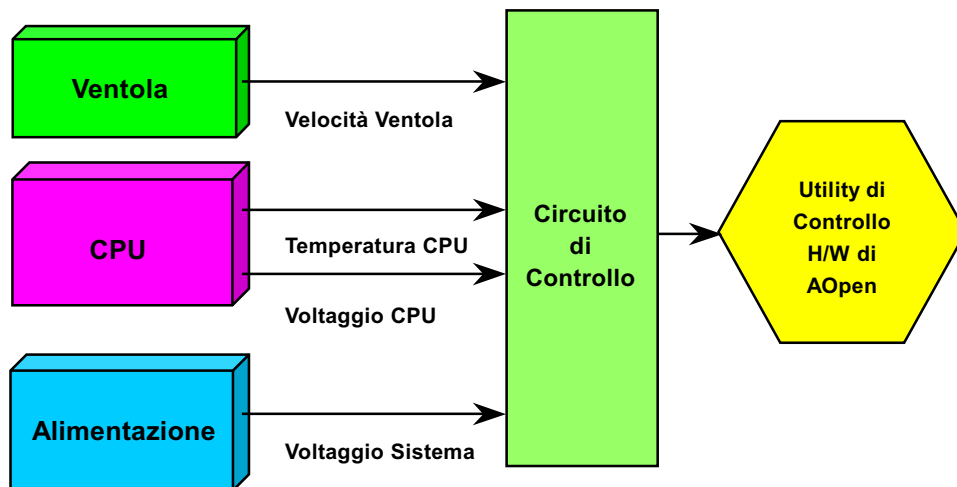 Ventola
Velocità Ventola
CPU
Temperatura CPU
Voltaggio CPU
Alimentazione
Voltaggio Sistema
Circuito
di
Controllo
Utility di
Controllo
H/W di
AOpen